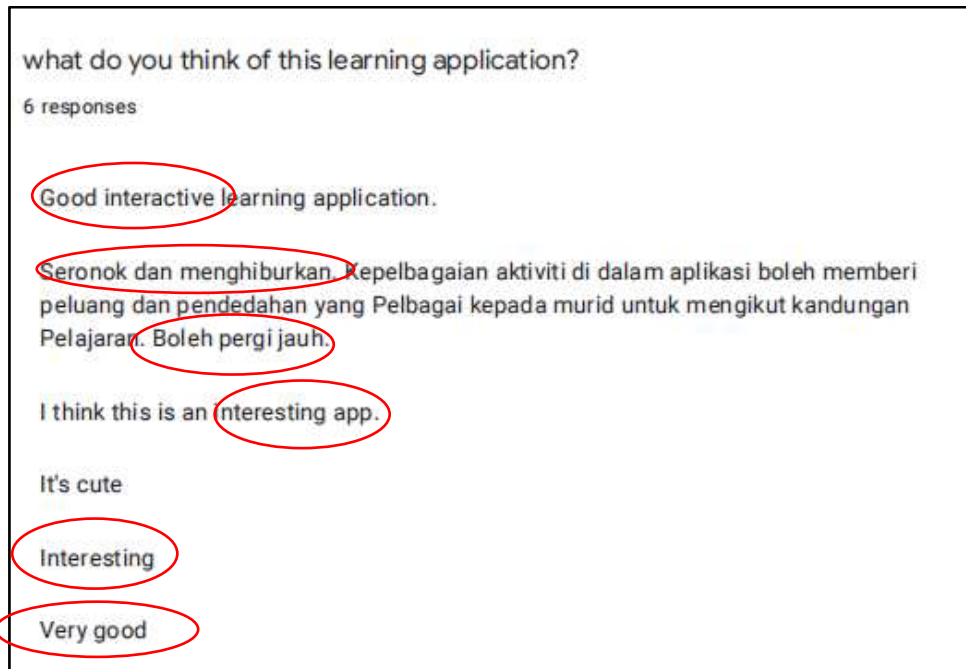 what do you think of this learning application?
6 responses
Good interactive learning application.
Seronok dan menghiburkan. Kepelbagaian aktiviti di dalam aplikasi boleh memberi
peluang dan pendedahan yang Pelbagai kepada murid untuk mengikut kandungan
Pelajaran. Boleh pergi jauh.
I think this is an interesting app.
It's cute
Interesting
Very good